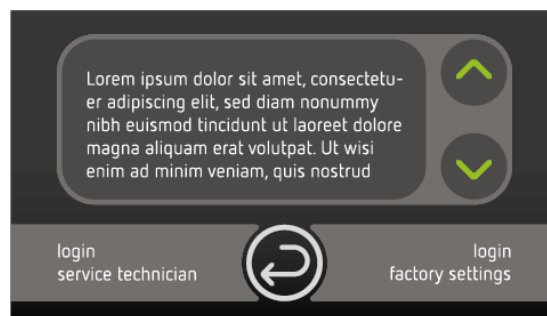 Lorem ipsum dolor sit amet, consectetu-
er adipiscing elit, sed diam nonummy
nibh euismod tincidunt ut laoreet dolore
magna aliquam erat volutpat. Ut wisi
enim ad minim veniam, quis nostrud
login
service technician
login
factory settings